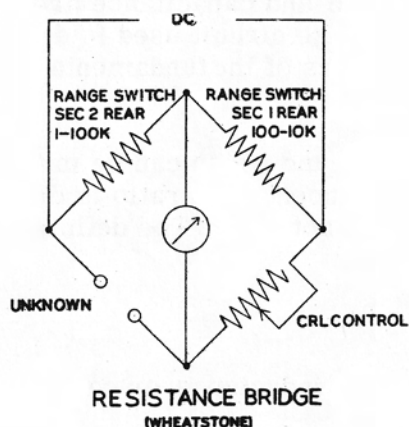 DC
RANGE SWITCH
SEC 2 REAR
1-100K
RANGE SWITCH
SEC 1 REAR
100-10K
UNKNOWN
CRL CONTROL
RESISTANCE BRIDGE
(WHEATSTONE)